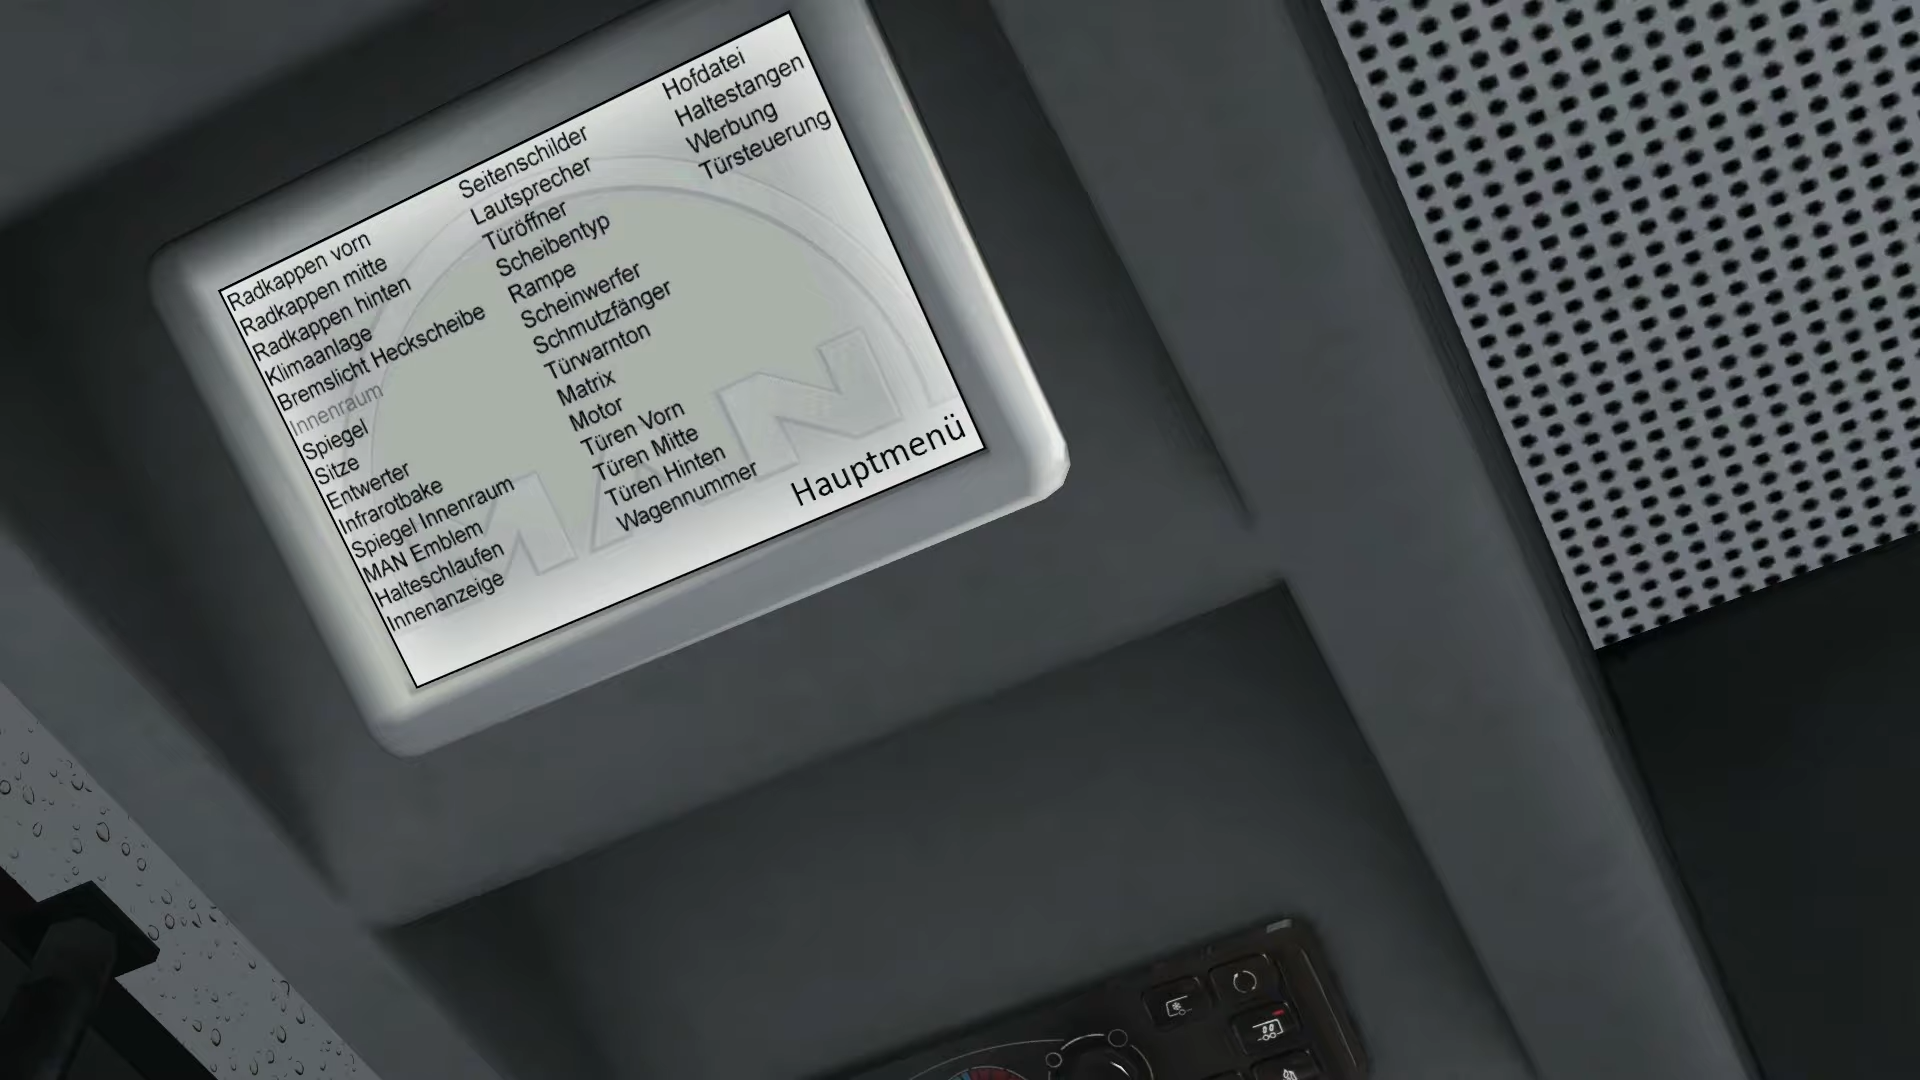 Radkappen vorn
Radkappen mitte
Radkappen hinten
Klimaanlage
Bremslicht Heckscheibe
Innenraum
Spiegel
Sitze
Entwerter
Infrarotbake
Spiegel Innenraum
MAN Emblem
Halteschlaufen
Innenanzeige
Seitenschilder
Lautsprecher
Türöffner
Scheibentyp
Rampe
Scheinwerfer
Schmutzfänger
Türwarnton
Matrix
Motor
Türen Vorn
Türen Mitte
Türen Hinten
Wagennummer
Hofdatei
Haltestangen
Werbung
Türsteuerung
Hauptmenü
MAN